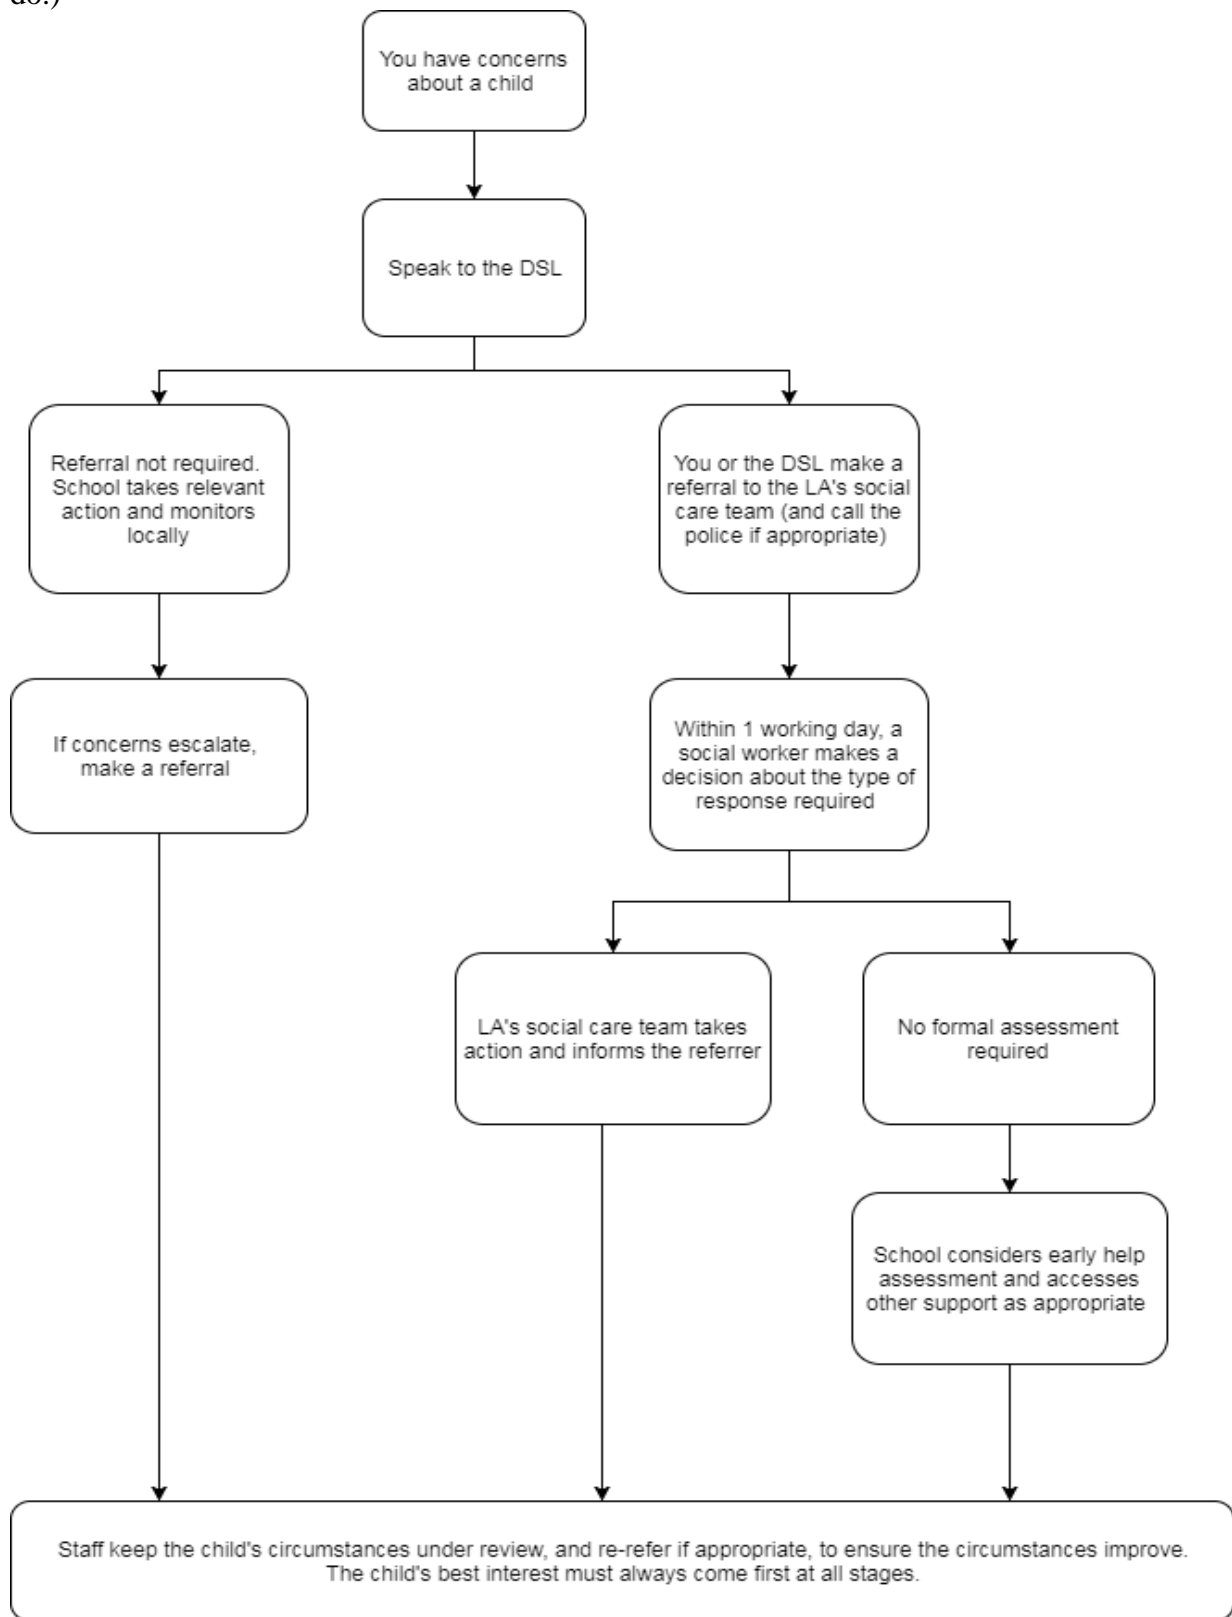 do.)
You have concerns
about a child
Speak to the DSL
Referral not required.
School takes relevant
action and monitors
locally
You or the DSL make a
referral to the LA's social
care team (and call the
police if appropriate)
If concerns escalate,
make a referral
Within 1 working day, a
social worker makes a
decision about the type of
response required
LA's social care team takes
action and informs the referrer
No formal assessment
required
School considers early help
assessment and accesses
other support as appropriate
Staff keep the child's circumstances under review, and re-refer if appropriate, to ensure the circumstances improve.
The child's best interest must always come first at all stages.